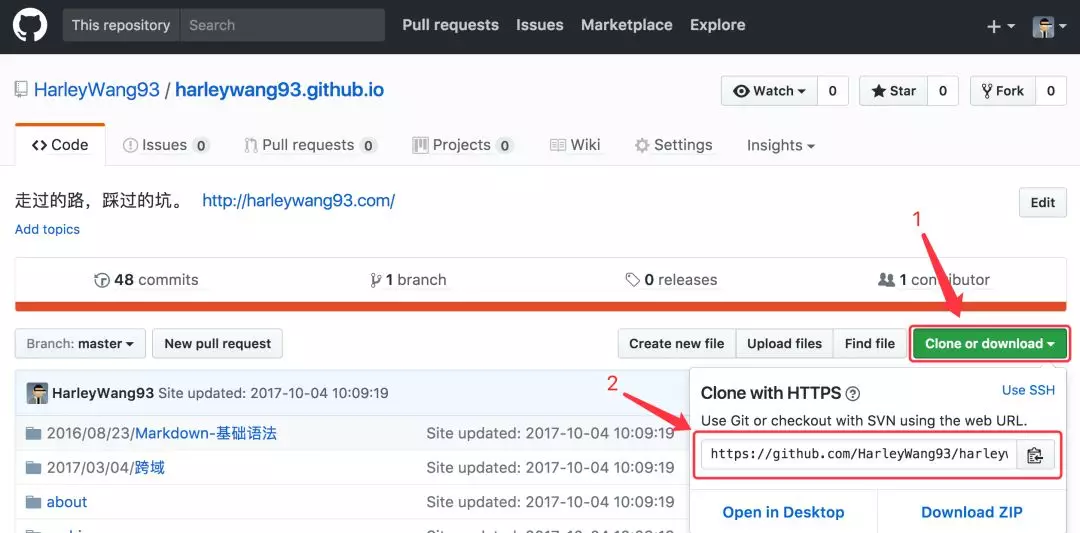 This repository Search Pull requests Issues Marketplace Explore
HarleyWang93 / harleywang93.github.io Watch 0 Star 0 Fork 0
Code Issues 0 Pull requests 0 Projects 0 Wiki Settings Insights
走过的路，踩过的坑。 http://harleywang93.com/ Edit
Add topics
1
48 commits 1 branch 0 releases 1 contributor
Branch: master New pull request Create new file Upload files Find file Clone or download
HarleyWang93 Site updated: 2017-10-04 10:09:19
2
Clone with HTTPS Use SSH
Use Git or checkout with SVN using the web URL.
2016/08/23/Markdown-基础语法 Site updated: 2017-10-04 10:09:19
https://github.com/HarleyWang93/harleyw
2017/03/04/跨域 Site updated: 2017-10-04 10:09:19
about Site updated: 2017-10-04 10:09:19
Open in Desktop Download ZIP